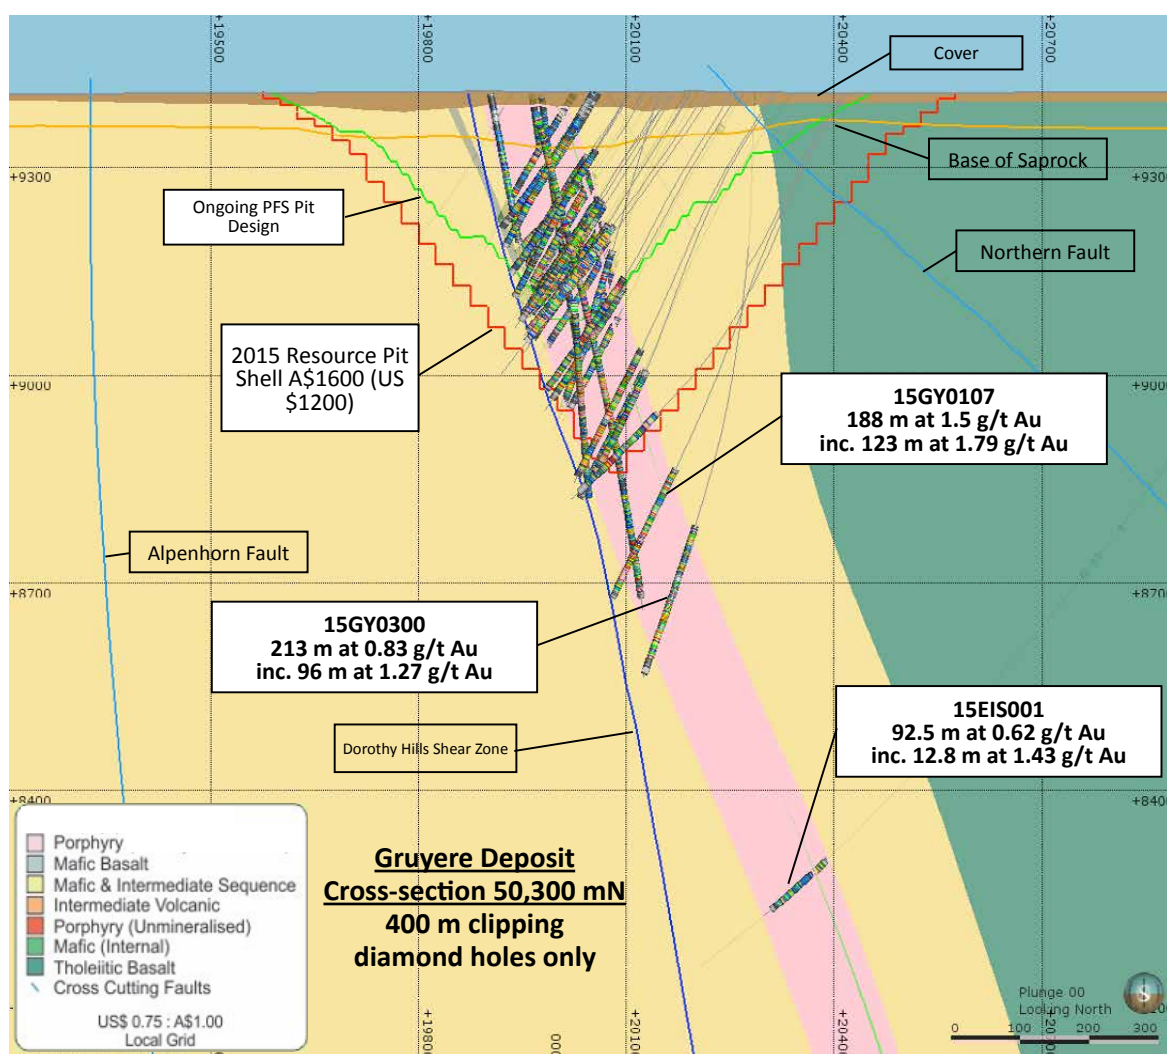 +19500
+19800
+20100
+20400
+20700
Cover
Base of Saprock
+9300
+9300
Ongoing PFS Pit
Design
Northern Fault
2015 Resource Pit
Shell A$1600 (US
$1200)
+9000
+9000
15GY0107
188 m at 1.5 g/t Au
inc. 123 m at 1.79 g/t Au
Alpenhorn Fault
+8700
+8700
15GY0300
213 m at 0.83 g/t Au
inc. 96 m at 1.27 g/t Au
15EIS001
92.5 m at 0.62 g/t Au
inc. 12.8 m at 1.43 g/t Au
Dorothy Hills Shear Zone
+8400
+8400
Porphyry
Mafic Basalt
Mafic & Intermediate Sequence
Intermediate Volcanic
Porphyry (Unmineralised)
Mafic (Internal)
Tholeiitic Basalt
Cross Cutting Faults
US$ 0.75 : A$1.00
Local Grid
Gruyere Deposit
Cross-section 50,300 mN
400 m clipping
diamond holes only
Plunge 00
Looking North
S
0 100 200 300
+19800
000
+20100
+20400